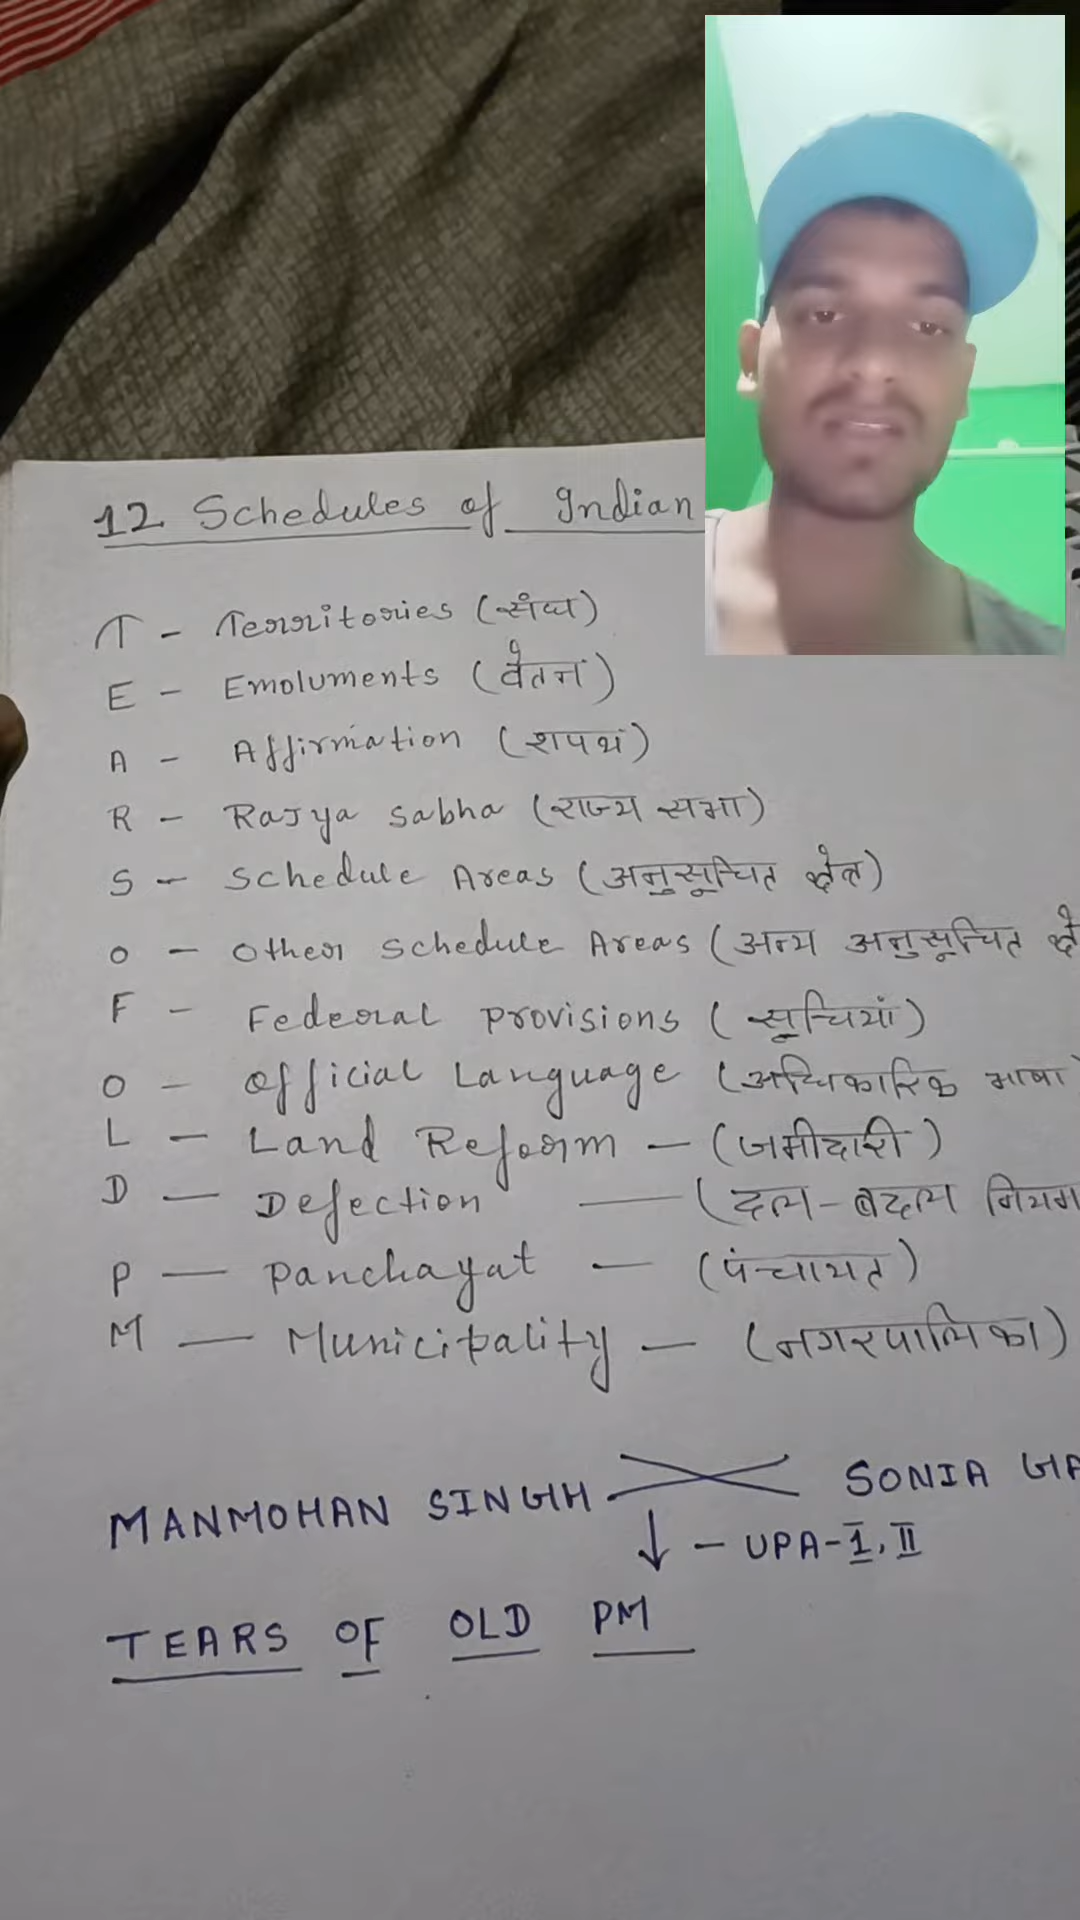 12 Schedules of Indian
T - Territories (संघ)
E - Emoluments (वेतन)
A - Affirmation (शपथ)
R - Rajya sabha (राज्य सभा)
S - Schedule Areas (अनुसूचित क्षेत्र)
O - Other Schedule Areas (अन्य अनुसूचित क्षे
F - Federal provisions (सूचियां)
O - Official Language (अधिकारिक भाषा
L - Land Reform - (जमीदारी)
D - Defection - (दल-बदल नियम
P - Panchayat - (पंचायत)
M - Municipality - (नगरपालिका)
MANMOHAN SINGH SONIA GA
↓ - UPA-I, II
TEARS OF OLD PM